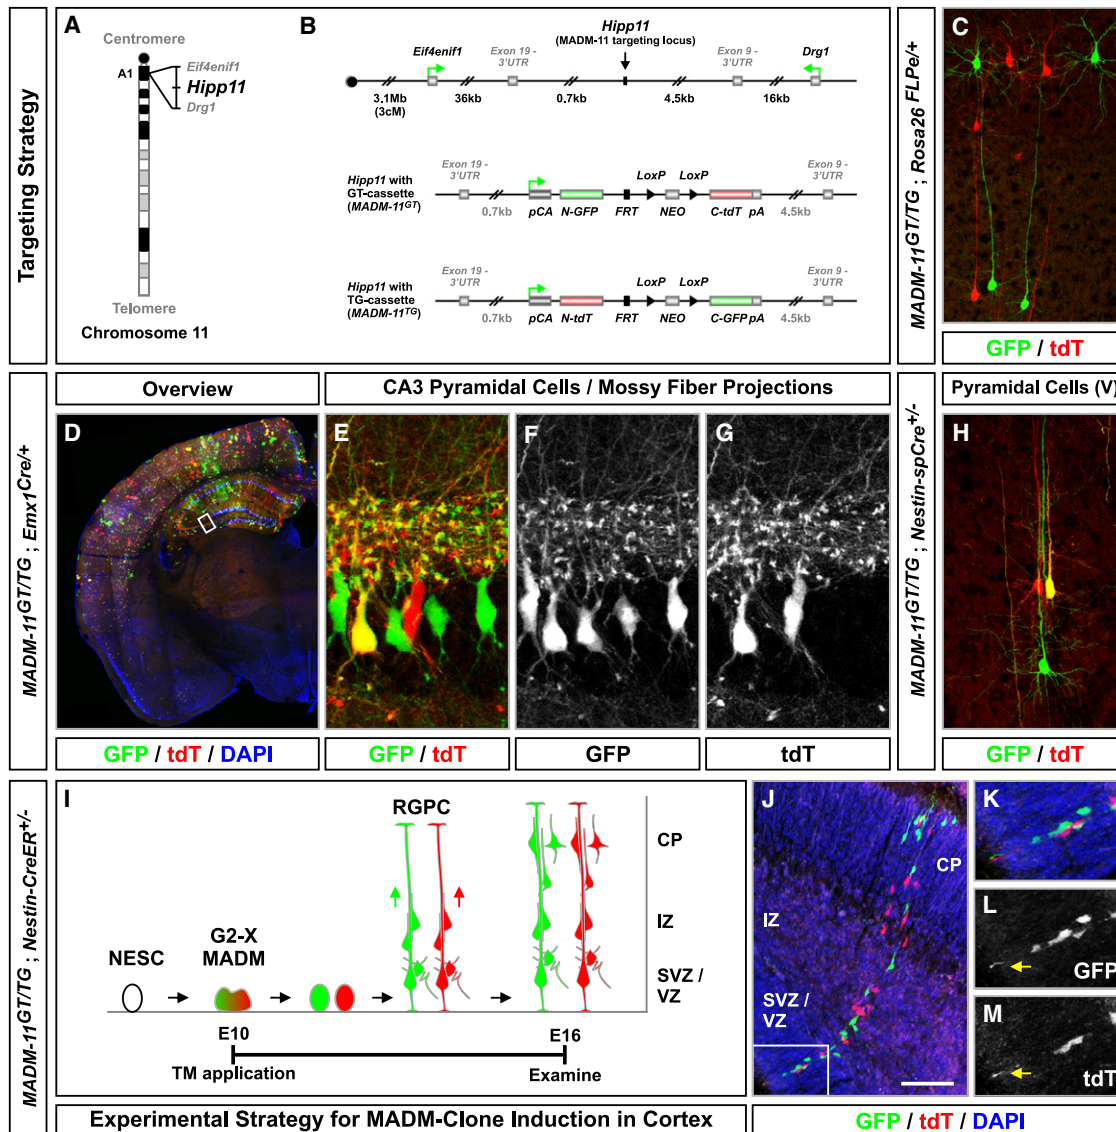 Targeting Strategy
A
Centromere
A1
Eif4enif1
Hipp11
Drg1
Telomere
Chromosome 11
B
Hipp11
(MADM-11 targeting locus)
Eif4enif1
Exon 19 -
3'UTR
Exon 9 -
3'UTR
Drg1
3.1Mb
(3cM)
36kb
0.7kb
4.5kb
16kb
Hipp11 with
GT-cassette
(MADM-11GT)
Exon 19 -
3'UTR
LoxP
LoxP
Exon 9 -
3'UTR
0.7kb
pCA
N-GFP
FRT
NEO
C-tdT
pA
4.5kb
Hipp11 with
TG-cassette
(MADM-11TG)
Exon 19 -
3'UTR
LoxP
LoxP
Exon 9 -
3'UTR
0.7kb
pCA
N-tdT
FRT
NEO
C-GFP
pA
4.5kb
MADM-11GT/TG ; Rosa26FLPe/+
C
GFP / tdT
MADM-11GT/TG ; Emx1Cre/+
Overview
D
GFP / tdT / DAPI
CA3 Pyramidal Cells / Mossy Fiber Projections
E
GFP / tdT
F
GFP
G
tdT
MADM-11GT/TG ; Nestin-spCre+/-
Pyramidal Cells (V)
H
GFP / tdT
MADM-11GT/TG ; Nestin-CreER+/-
I
RGPC
CP
IZ
SVZ /
VZ
NESC
G2-X
MADM
E10
E16
TM application
Examine
Experimental Strategy for MADM-Clone Induction in Cortex
J
CP
IZ
SVZ /
VZ
K
L
GFP
M
tdT
GFP / tdT / DAPI